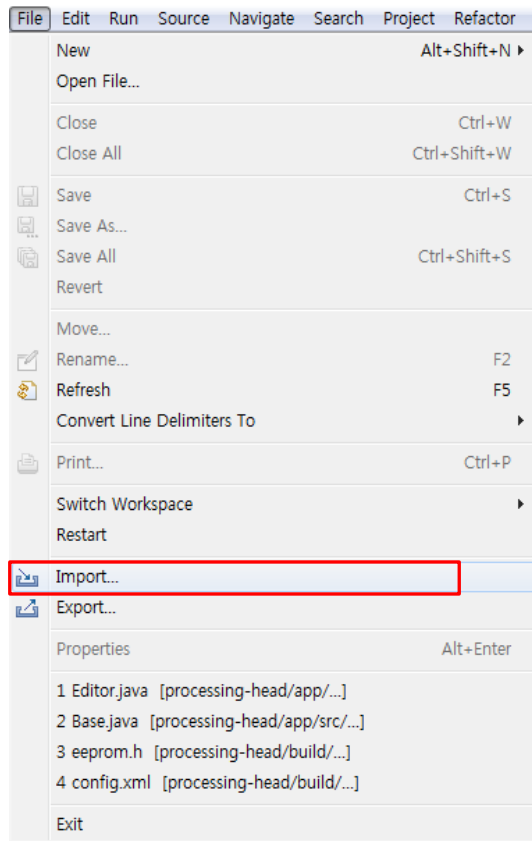 File Edit Run Source Navigate Search Project Refactor
New Alt+Shift+N
Open File...
Close Ctrl+W
Close All Ctrl+Shift+W
Save Ctrl+S
Save As...
Save All Ctrl+Shift+S
Revert
Move...
Rename... F2
Refresh F5
Convert Line Delimiters To
Print... Ctrl+P
Switch Workspace
Restart
Import...
Export...
Properties Alt+Enter
1 Editor.java [processing-head/app/...]
2 Base.java [processing-head/app/src/...]
3 eeprom.h [processing-head/build/...]
4 config.xml [processing-head/build/...]
Exit